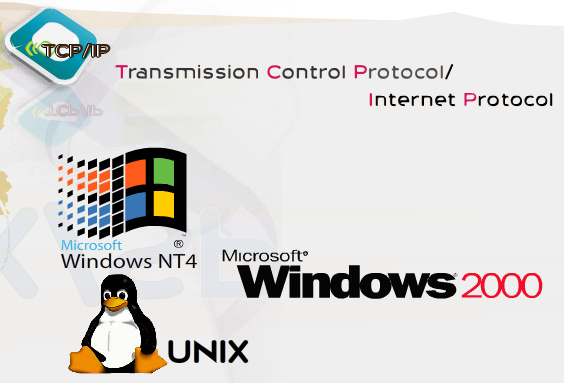 TCP/IP
Transmission Control Protocol/
Internet Protocol
Microsoft
®
Windows NT4
Microsoft®
Windows 2000
UNIX